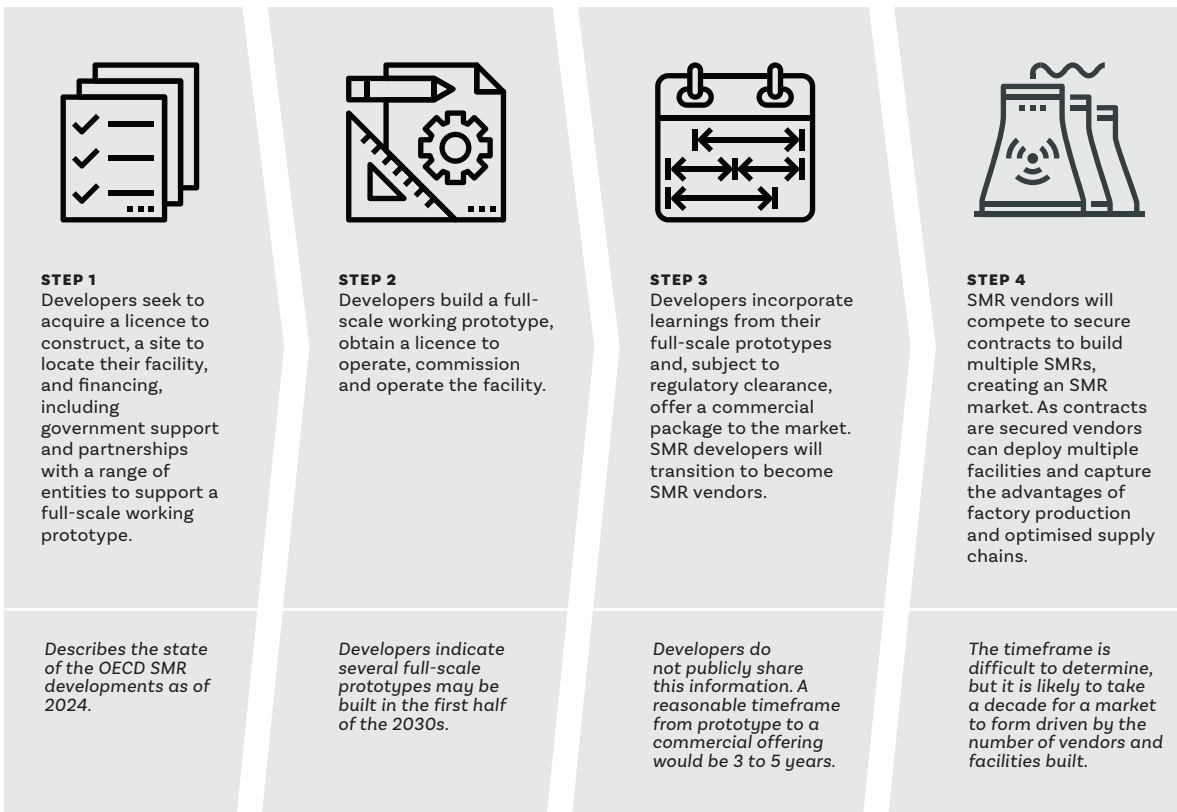 STEP 1
Developers seek to
acquire a licence to
construct, a site to
locate their facility,
and financing,
including
government support
and partnerships
with a range of
entities to support a
full-scale working
prototype.
Describes the state
of the OECD SMR
developments as of
2024.
STEP 2
Developers build a full-
scale working prototype,
obtain a licence to
operate, commission
and operate the facility.
Developers indicate
several full-scale
prototypes may be
built in the first half
of the 2030s.
STEP 3
Developers incorporate
learnings from their
full-scale prototypes
and, subject to
regulatory clearance,
offer a commercial
package to the market.
SMR developers will
transition to become
SMR vendors.
Developers do
not publicly share
this information. A
reasonable timeframe
from prototype to a
commercial offering
would be 3 to 5 years.
STEP 4
SMR vendors will
compete to secure
contracts to build
multiple SMRs,
creating an SMR
market. As contracts
are secured vendors
can deploy multiple
facilities and capture
the advantages of
factory production
and optimised supply
chains.
The timeframe is
difficult to determine,
but it is likely to take
a decade for a market
to form driven by the
number of vendors and
facilities built.